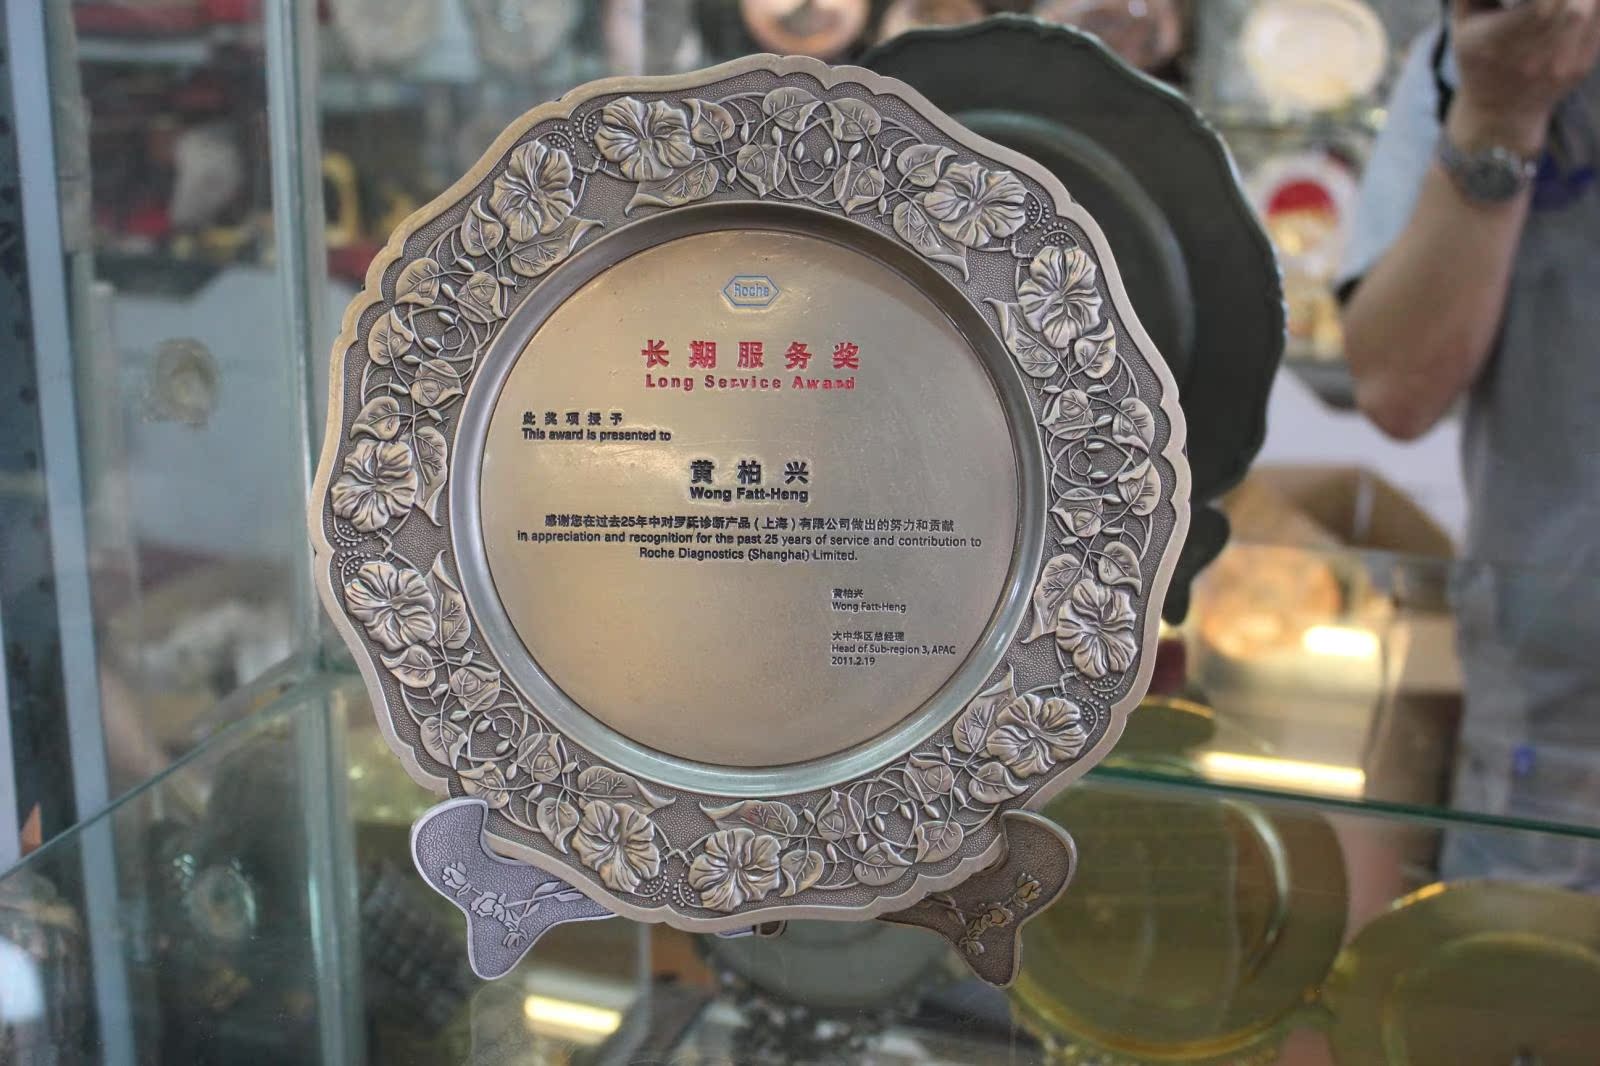 Roche
长期服务奖
Long Service Award
此奖项授予
This award is presented to
黄柏兴
Wong Fatt-Heng
感谢您在过去25年中对罗氏诊断产品（上海）有限公司做出的努力和贡献
in appreciation and recognition for the past 25 years of service and contribution to
Roche Diagnostics (Shanghai) Limited.
黄柏兴
Wong Fatt-Heng
大中华区总经理
Head of Sub-region 3, APAC
2011.2.19